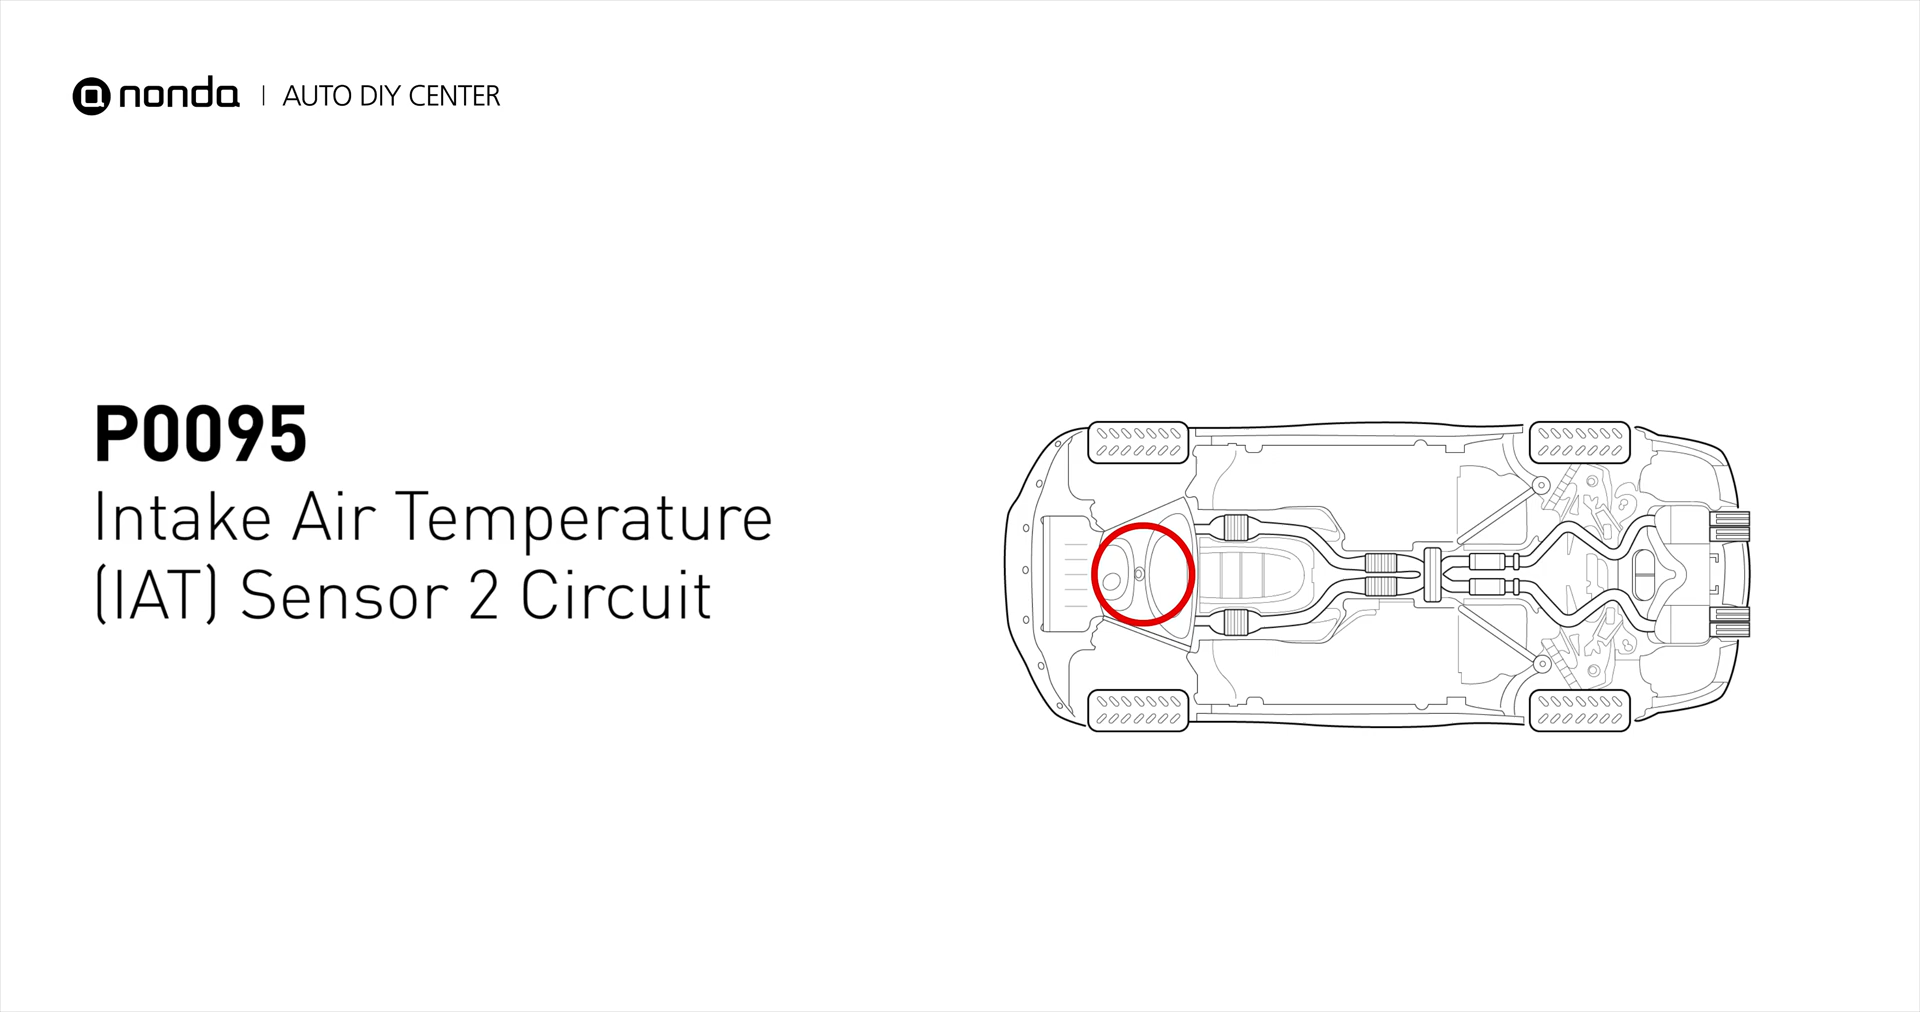 nonda | AUTO DIY CENTER
P0095
Intake Air Temperature
(IAT) Sensor 2 Circuit